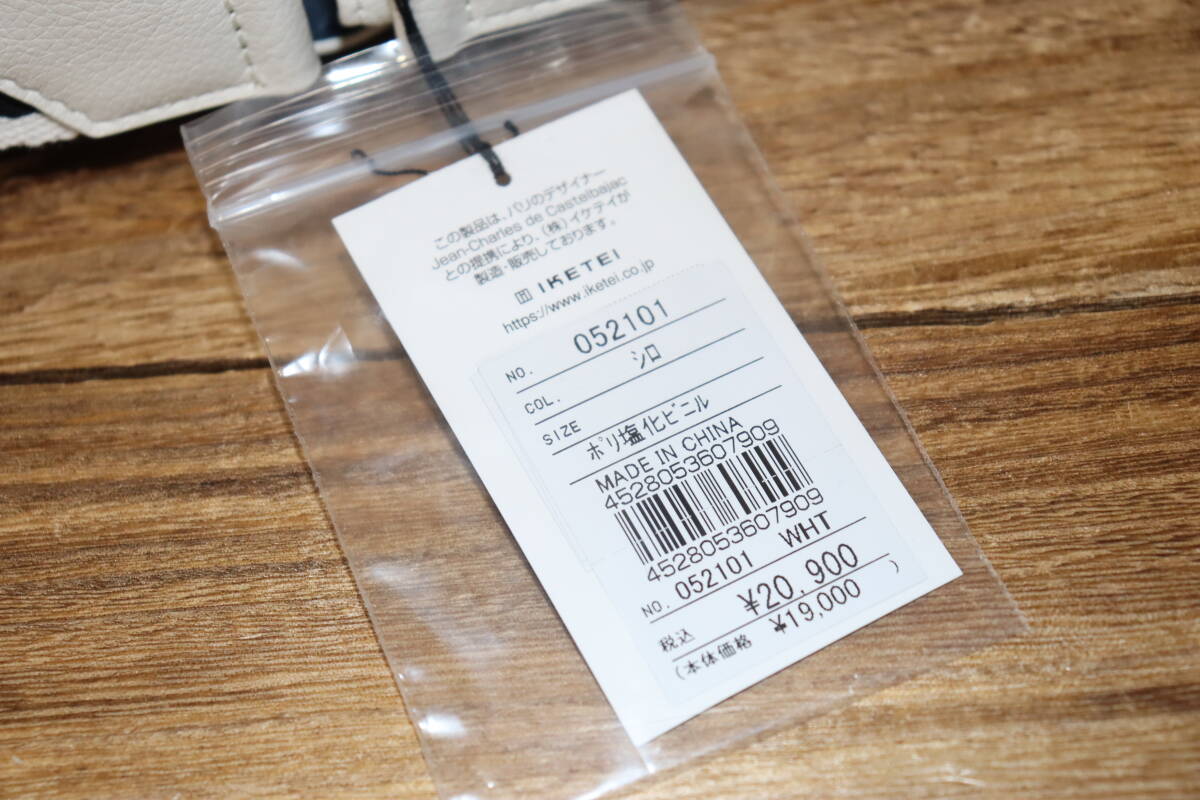 この製品は、パリのデザイナー
Jean-Charles de Castelbajac
との提携により、(株)イケテイが
製造・販売しております。
IKETEI
https://www.iketei.co.jp
NO. 052101
COL. シロ
SIZE
ポリ塩化ビニル
MADE IN CHINA
4528053607909
4528053607909
NO. 052101 WHT
税込 ¥20,900
(本体価格 ¥19,000 )